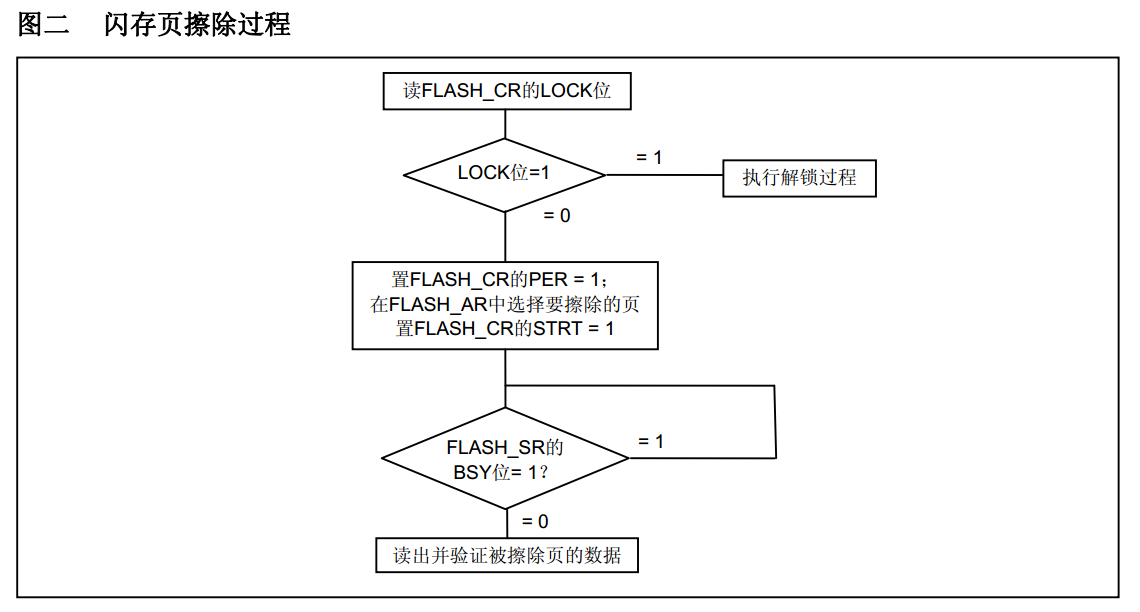 图二 闪存页擦除过程
读FLASH_CR的LOCK位
LOCK位=1
= 1
执行解锁过程
= 0
置FLASH_CR的PER = 1；
在FLASH_AR中选择要擦除的页
置FLASH_CR的STRT = 1
FLASH_SR的
BSY位= 1？
= 1
= 0
读出并验证被擦除页的数据